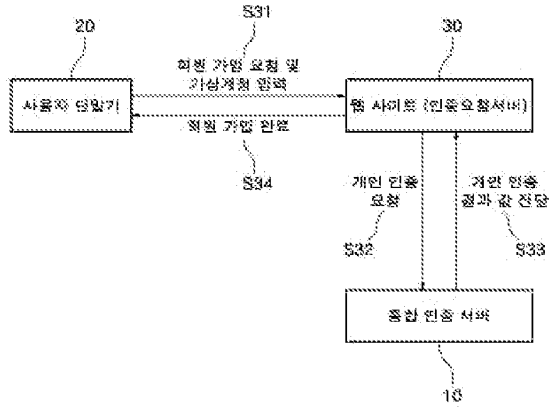 S31
20
30
회원 가입 요청 및
가상계정 입력
사용자 단말기
웹 사이트 (인증요청서버)
회원 가입 완료
S34
개인 인증
요청
개인 인증
결과 값 전달
S32
S33
통합 인증 서버
10